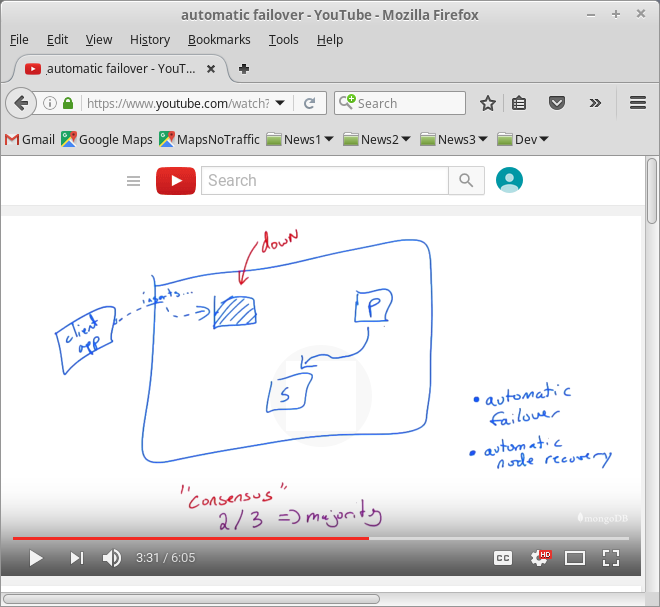 automatic failover - YouTube - Mozilla Firefox
File Edit View History Bookmarks Tools Help
automatic failover - YouT...
https://www.youtube.com/watch?
Search
Gmail Google Maps MapsNoTraffic News1 News2 News3 Dev
Search
down
inserts...
client
app
P
S
• automatic
failover
• automatic
node recovery
"Consensus"
2/3 => majority
mongoDB
3:31 / 6:05
CC
HD